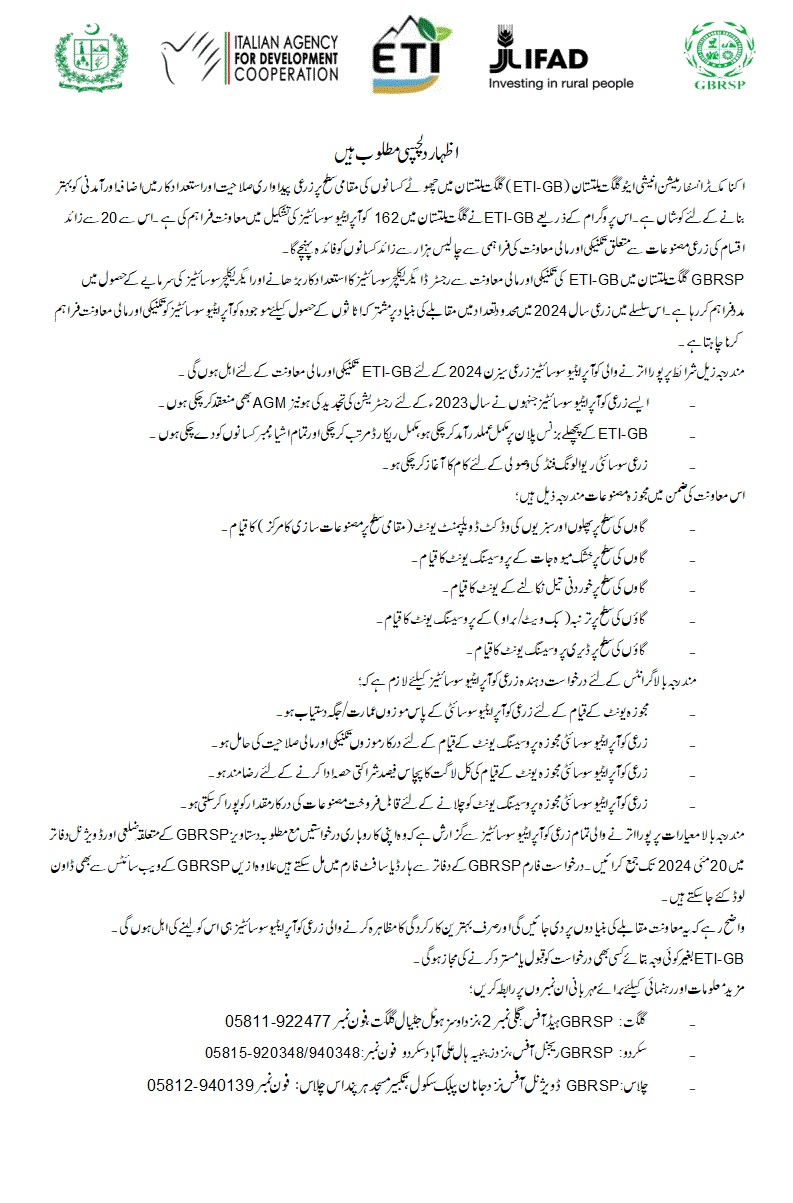 ITALIAN AGENCY
FOR DEVELOPMENT
COOPERATION
ETI
JLIFAD
Investing in rural people
GBRSP
اظہار دلچسپی مطلوب ہیں
اکنامک ٹرانسفارمیشن انیشی ایٹو گلگت بلتستان (ETI-GB) گلگت بلتستان میں چھوٹے کسانوں کی مقامی سطح پر زرعی پیداواری صلاحیت اور استعداد کار میں اضافہ اور آمدنی کو بہتر
بنانے کے لئے کوشاں ہے۔ اس پروگرام کے ذریعے ETI-GB نے گلگت بلتستان میں 162 کوآپریٹیو سوسائٹیز کی تشکیل میں معاونت فراہم کی ہے۔ اس سے 20 سے زائد
اقسام کی زرعی مصنوعات سے متعلق تکنیکی اور مالی معاونت کی فراہمی سے چالیس ہزار سے زائد کسانوں کو فائدہ پہنچے گا۔
GBRSP گلگت بلتستان میں ETI-GB کی تکنیکی اور مالی معاونت سے رجسٹرڈ ایگریکلچر سوسائٹیز کا استعداد کار بڑھانے اور ایگریکلچر سوسائٹیز کی سرمایے کے حصول میں
مدد فراہم کر رہا ہے۔ اس سلسلے میں زرعی سال 2024 میں محدود تعداد میں مقابلے کی بنیاد پر مشترکہ اثاثوں کے حصول کیلئے موجودہ کوآپریٹیو سوسائٹیز کو تکنیکی اور مالی معاونت فراہم
کرنا چاہتا ہے۔
مندرجہ زیل شرائط پر پورا اترنے والی کوآپریٹیو سوسائٹیز زرعی سیزن 2024 کے لئے ETI-GB تکنیکی اور مالی معاونت کے لئے اہل ہوں گی۔
- ایسے زرعی کوآپریٹیو سوسائٹیز جنہوں نے سال 2023ء کے لئے رجسٹریشن کی تجدید کی ہو نیز AGM بھی منعقد کر چکی ہوں۔
- ETI-GB کے پچھلے بزنس پلان پر مکمل عملدرآمد کر چکی ہو، مکمل ریکارڈ مرتب کر چکی اور تمام اشیاء ممبر کسانوں کو دے چکی ہوں۔
- زرعی سوسائٹی ریوالونگ فنڈ کی وصولی کے لئے کام کا آغاز کر چکی ہو۔
اس معاونت کی ضمن میں مجوزہ مصنوعات مندرجہ ذیل ہیں؛
- گاوں کی سطح پر پھلوں اور سبزیوں کی وڈکٹ ڈویلپمنٹ یونٹ (مقامی سطح پر مصنوعات سازی کا مرکز) کا قیام۔
- گاوں کی سطح پر خشک میوہ جات کے پروسیسنگ یونٹ کا قیام۔
- گاوں کی سطح پر خوردنی تیل نکالنے کے یونٹ کا قیام۔
- گاؤں کی سطح پر ترنبہ (بک ویٹ/براو) کے پروسیسنگ یونٹ کا قیام۔
- گاؤں کی سطح پر ڈیری پروسیسنگ یونٹ کا قیام۔
مندرجہ بالا گرانٹس کے لئے درخواست دہندہ زرعی کوآپریٹیو سوسائٹیز کیلئے لازم ہے کہ؛
- مجوزہ یونٹ کے قیام کے لئے زرعی کوآپریٹیو سوسائٹی کے پاس موزوں عمارت/جگہ دستیاب ہو۔
- زرعی کوآپریٹیو سوسائٹی مجوزہ پروسیسنگ یونٹ کے قیام کے لئے درکار موزوں تکنیکی اور مالی صلاحیت کی حامل ہو۔
- زرعی کوآپریٹیو سوسائٹی مجوزہ یونٹ کے قیام کی کل لاگت کا پچاس فیصد شراکتی حصہ ادا کرنے کے لئے رضامند ہو۔
- زرعی کوآپریٹیو سوسائٹی مجوزہ پروسیسنگ یونٹ کو چلانے کے لئے قابل فروخت مصنوعات کی درکار مقدار کو پورا کر سکتی ہو۔
مندرجہ بالا معیارات پر پورا اترنے والی تمام زرعی کوآپریٹیو سوسائٹیز سے گزارش ہے کہ وہ اپنی کاروباری درخواستیں مع مطلوبہ دستاویز GBRSP کے متعلقہ ضلعی اور ڈویژنل دفاتر
میں 20 مئی 2024 تک جمع کرائیں۔ درخواست فارم GBRSP کے دفاتر سے ہارڈ یا سافٹ فارم میں مل سکتے ہیں علاوہ ازیں GBRSP کے ویب سائٹس سے بھی ڈاون
لوڈ کئے جا سکتے ہیں۔
واضح رہے کہ یہ معاونت مقابلے کی بنیادوں پر دی جائیں گی اور صرف بہترین کارکردگی کا مظاہرہ کرنے والی زرعی کوآپریٹیو سوسائٹیز ہی اس کو لینے کی اہل ہوں گی۔
ETI-GB بغیر کوئی وجہ بتائے کسی بھی درخواست کو قبول یا مسترد کرنے کی مجاز ہو گی۔
مزید معلومات اور رہنمائی کیلئے برائے مہربانی ان نمبروں پر رابطہ کریں؛
- گلگت: GBRSP ہیڈ آفس: گلی نمبر 2، نزد اوسز ہوٹل جٹیال گلگت، فون نمبر 05811-922477
- سکردو: GBRSP ریجنل آفس، نزد زینبیہ ہال علی آباد سکردو فون نمبر: 05815-920348/940348
- چلاس: GBRSP ڈویژنل آفس نزد جانان پبلک سکول، تکبیر مسجد ہرپنداس چلاس: فون نمبر 05812-940139